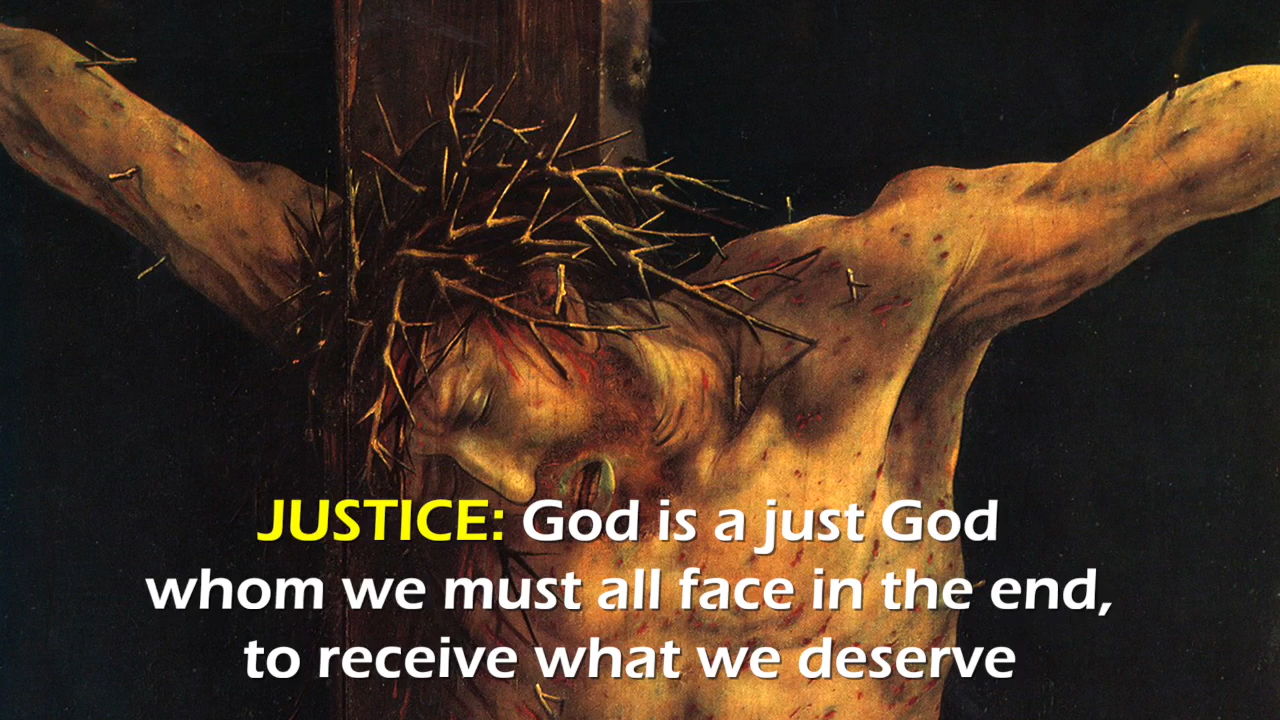 JUSTICE: God is a just God
whom we must all face in the end,
to receive what we deserve